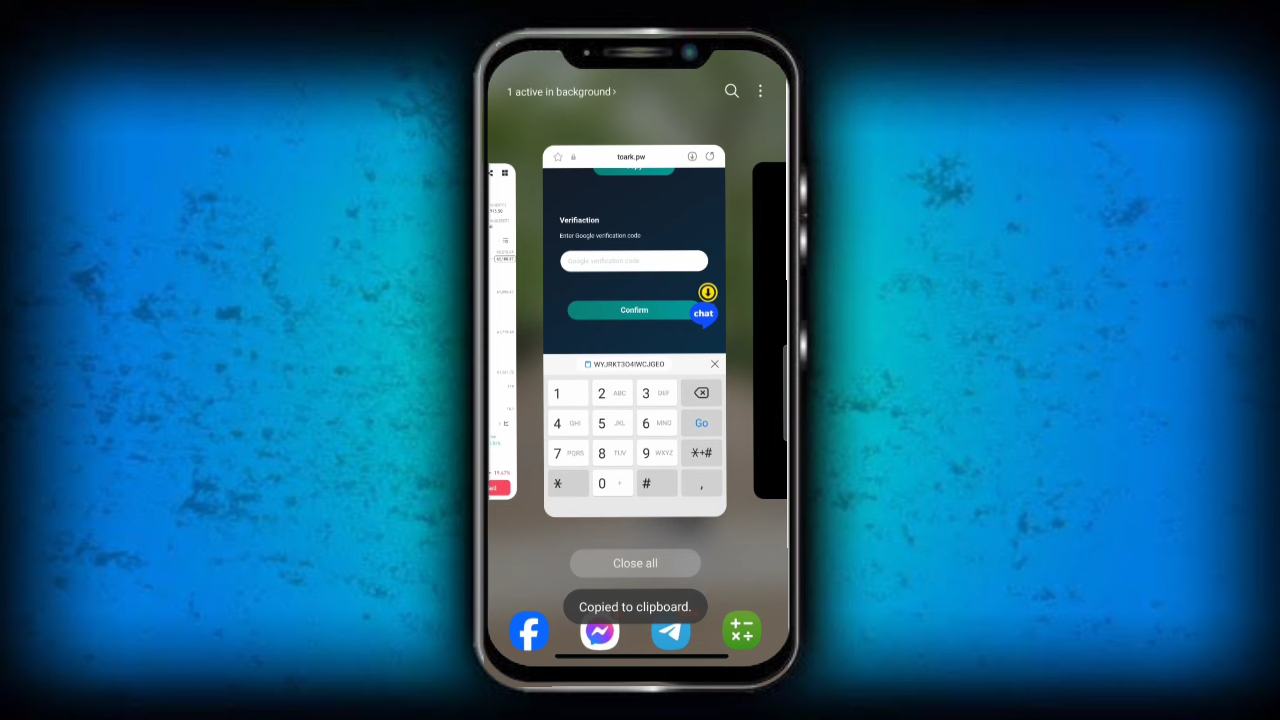 1 active in background ›
toark.pw
Verifiaction
Enter Google verification code
Google verification code
Confirm
chat
WYJRKT3O4IWCJGEO
1
2 ABC
3 DEF
4 GHI
5 JKL
6 MNO
Go
7 PQRS
8 TUV
9 WXYZ
*+#
*
0 +
#
,
19.47%
Close all
Copied to clipboard.